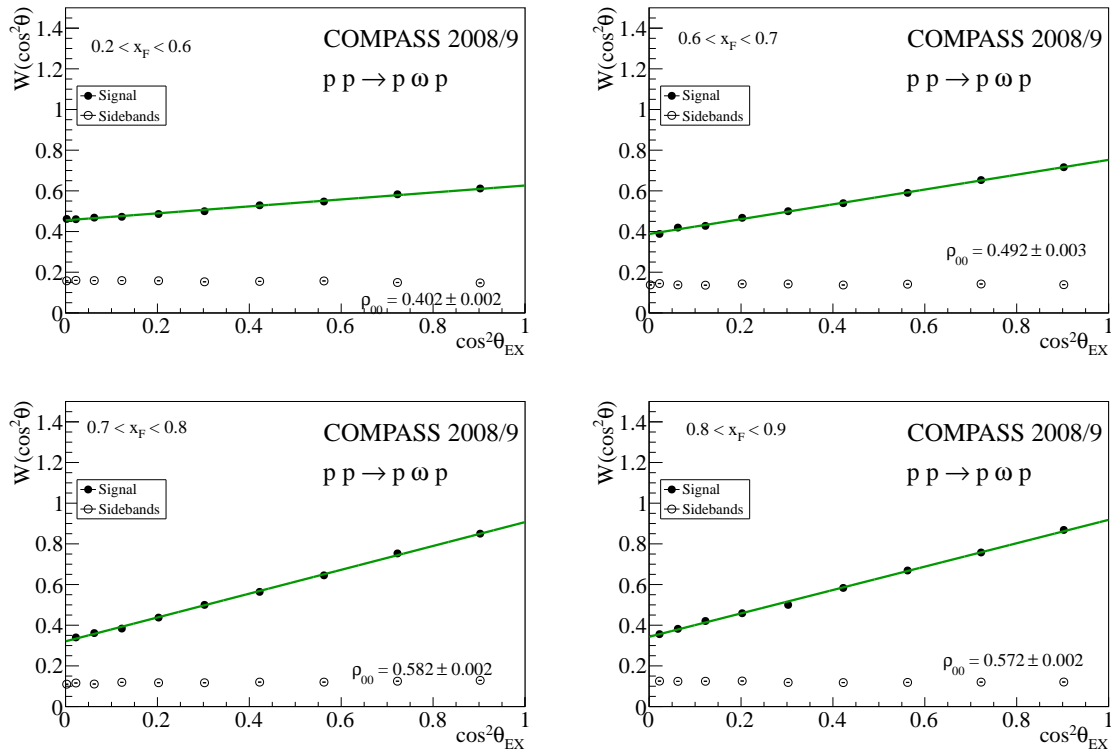 W(cos²θ)
1.4
1.2
1
0.8
0.6
0.4
0.2
0
0.2 < x_F < 0.6
COMPASS 2008/9
p p → p ω p
Signal
Sidebands
ρ₀₀ = 0.402 ± 0.002
0 0.2 0.4 0.6 0.8 1
cos²θ_EX
W(cos²θ)
1.4
1.2
1
0.8
0.6
0.4
0.2
0
0.6 < x_F < 0.7
COMPASS 2008/9
p p → p ω p
Signal
Sidebands
ρ₀₀ = 0.492 ± 0.003
0 0.2 0.4 0.6 0.8 1
cos²θ_EX
W(cos²θ)
1.4
1.2
1
0.8
0.6
0.4
0.2
0
0.7 < x_F < 0.8
COMPASS 2008/9
p p → p ω p
Signal
Sidebands
ρ₀₀ = 0.582 ± 0.002
0 0.2 0.4 0.6 0.8 1
cos²θ_EX
W(cos²θ)
1.4
1.2
1
0.8
0.6
0.4
0.2
0
0.8 < x_F < 0.9
COMPASS 2008/9
p p → p ω p
Signal
Sidebands
ρ₀₀ = 0.572 ± 0.002
0 0.2 0.4 0.6 0.8 1
cos²θ_EX